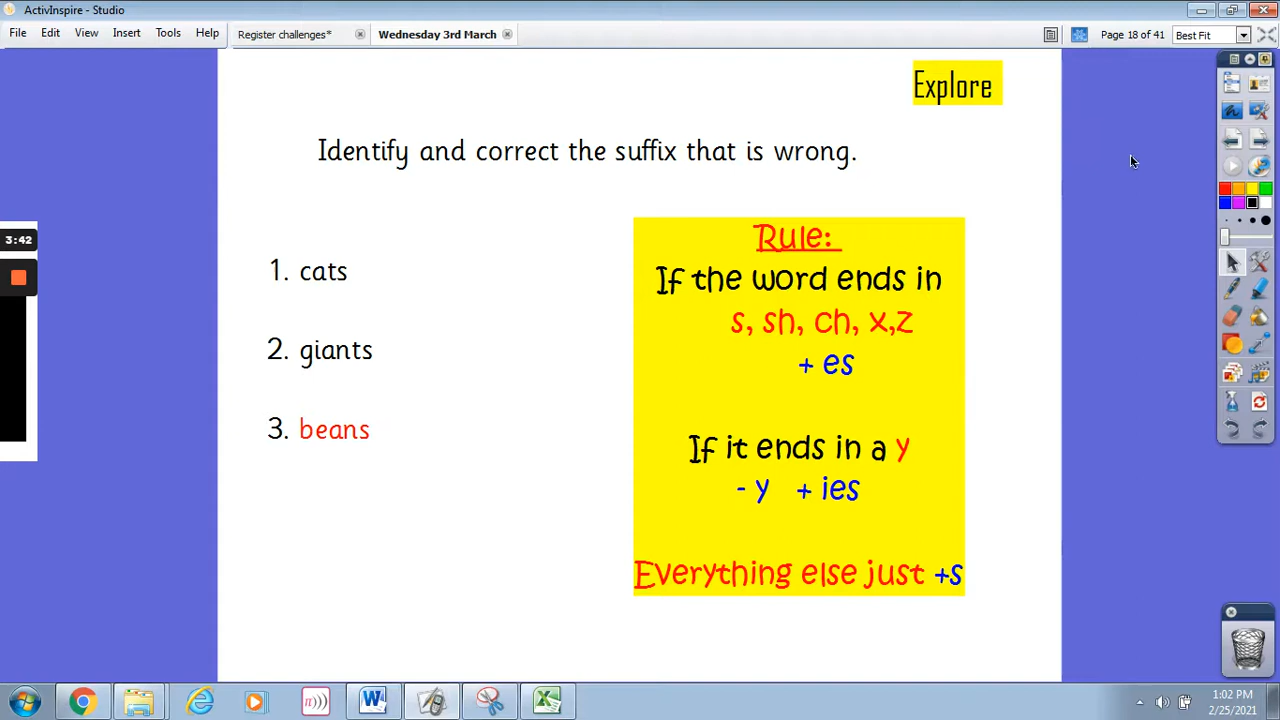 ActivInspire - Studio
File Edit View Insert Tools Help
Register challenges* Wednesday 3rd March
Page 18 of 41 Best Fit
Explore
Identify and correct the suffix that is wrong.
3:42
1. cats
2. giants
3. beans
Rule:
If the word ends in
s, sh, ch, x,z
+ es
If it ends in a y
- y + ies
Everything else just +s
1:02 PM
2/25/2021